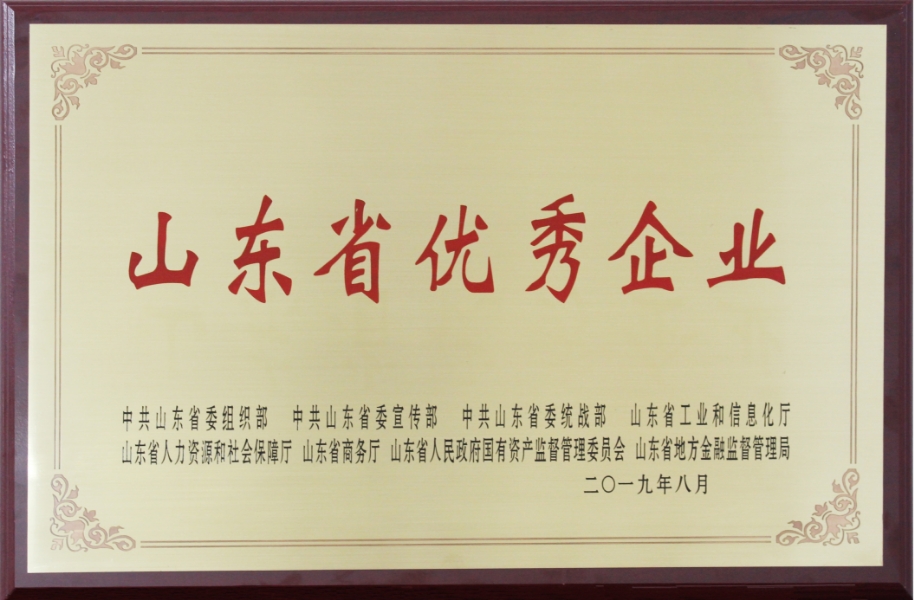 山东省优秀企业
中共山东省委组织部 中共山东省委宣传部 中共山东省委统战部 山东省工业和信息化厅
山东省人力资源和社会保障厅 山东省商务厅 山东省人民政府国有资产监督管理委员会 山东省地方金融监督管理局
二〇一九年八月